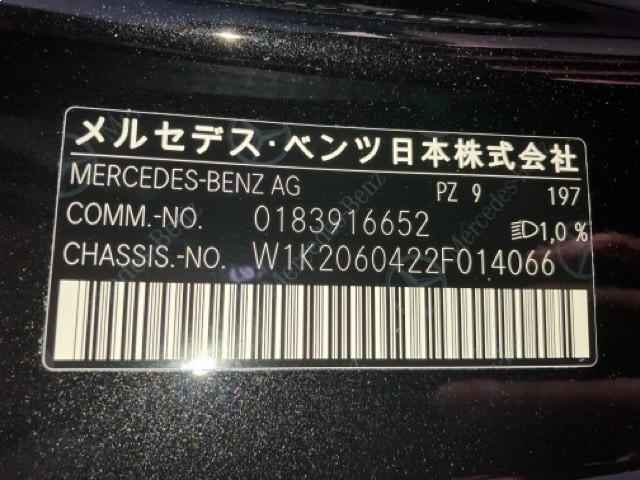 メルセデス・ベンツ日本株式会社
MERCEDES-BENZ AG PZ 9 197
COMM.-NO. 0183916652 1,0 %
CHASSIS.-NO. W1K2060422F014066